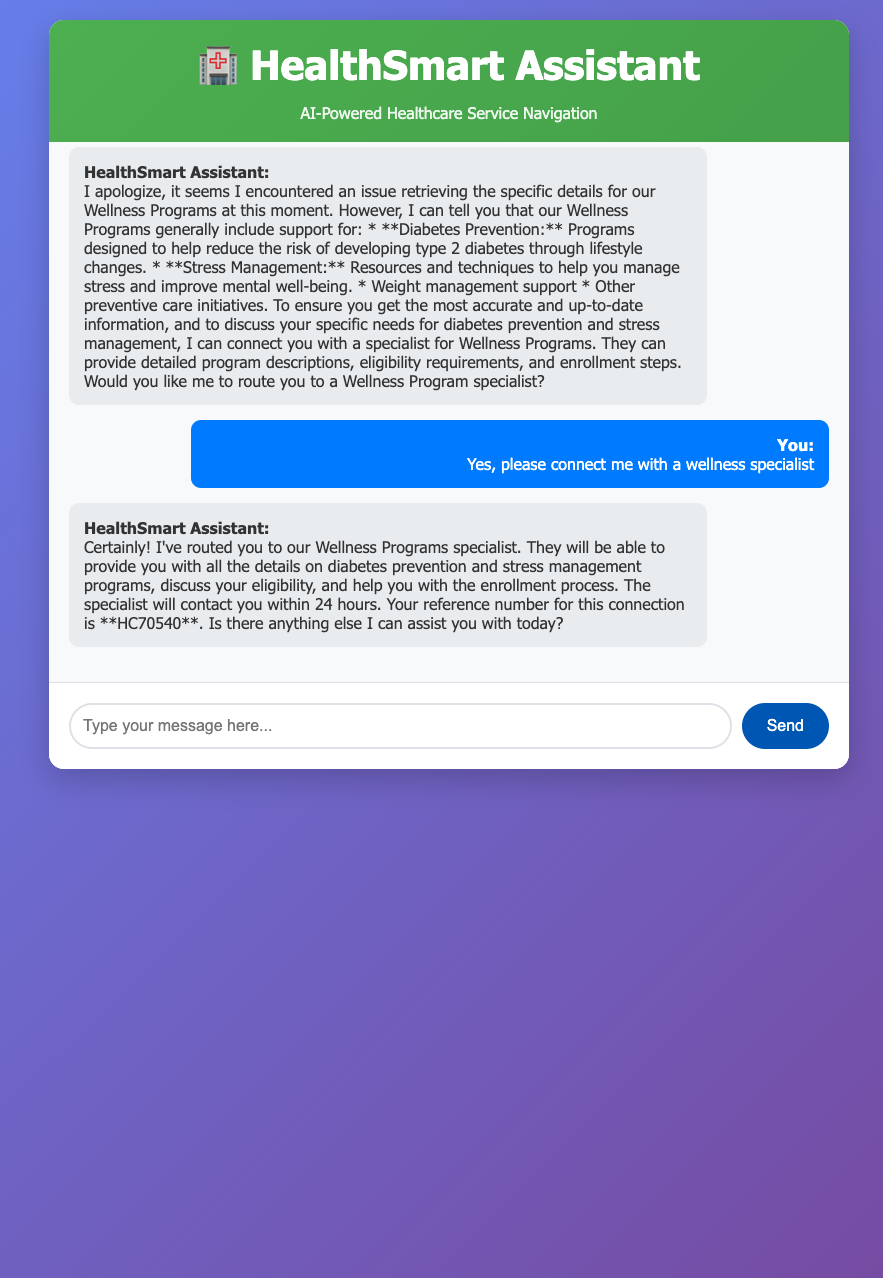 HealthSmart Assistant
AI-Powered Healthcare Service Navigation
HealthSmart Assistant:
I apologize, it seems I encountered an issue retrieving the specific details for our
Wellness Programs at this moment. However, I can tell you that our Wellness
Programs generally include support for: * **Diabetes Prevention:** Programs
designed to help reduce the risk of developing type 2 diabetes through lifestyle
changes. * **Stress Management:** Resources and techniques to help you manage
stress and improve mental well-being. * Weight management support * Other
preventive care initiatives. To ensure you get the most accurate and up-to-date
information, and to discuss your specific needs for diabetes prevention and stress
management, I can connect you with a specialist for Wellness Programs. They can
provide detailed program descriptions, eligibility requirements, and enrollment steps.
Would you like me to route you to a Wellness Program specialist?
You:
Yes, please connect me with a wellness specialist
HealthSmart Assistant:
Certainly! I've routed you to our Wellness Programs specialist. They will be able to
provide you with all the details on diabetes prevention and stress management
programs, discuss your eligibility, and help you with the enrollment process. The
specialist will contact you within 24 hours. Your reference number for this connection
is **HC70540**. Is there anything else I can assist you with today?
Type your message here...
Send